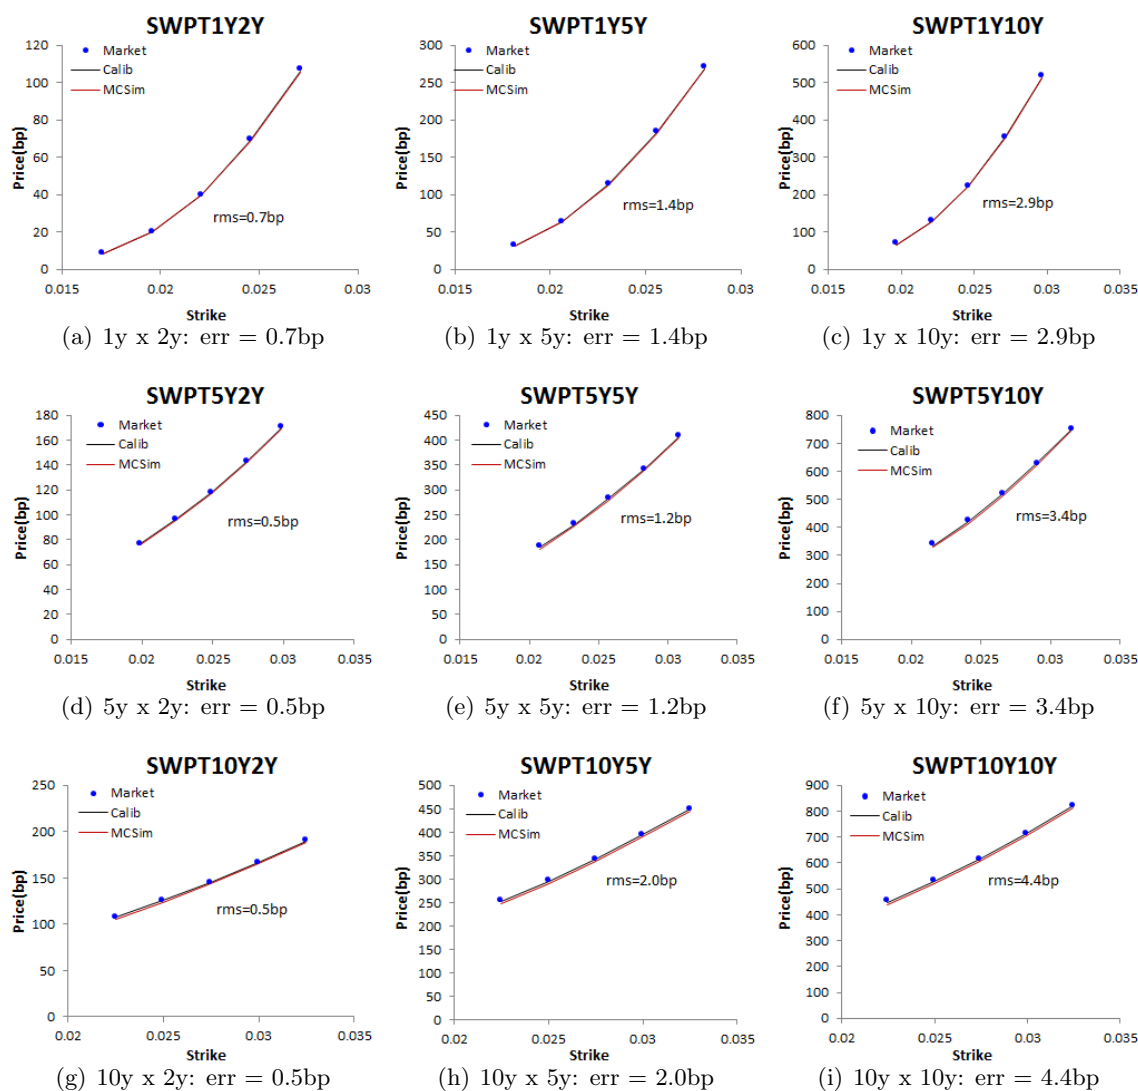 SWPT1Y2Y
120
100
80
60
40
20
0
Price(bp)
Market
Calib
MCSim
rms=0.7bp
0.015
0.02
0.025
0.03
Strike
(a) 1y x 2y: err = 0.7bp
SWPT1Y5Y
300
250
200
150
100
50
0
Price(bp)
Market
Calib
MCSim
rms=1.4bp
0.015
0.02
0.025
0.03
Strike
(b) 1y x 5y: err = 1.4bp
SWPT1Y10Y
600
500
400
300
200
100
0
Price(bp)
Market
Calib
MCSim
rms=2.9bp
0.015
0.02
0.025
0.03
0.035
Strike
(c) 1y x 10y: err = 2.9bp
SWPT5Y2Y
180
160
140
120
100
80
60
40
20
0
Price(bp)
Market
Calib
MCSim
rms=0.5bp
0.015
0.02
0.025
0.03
0.035
Strike
(d) 5y x 2y: err = 0.5bp
SWPT5Y5Y
450
400
350
300
250
200
150
100
50
0
Price(bp)
Market
Calib
MCSim
rms=1.2bp
0.015
0.02
0.025
0.03
0.035
Strike
(e) 5y x 5y: err = 1.2bp
SWPT5Y10Y
800
700
600
500
400
300
200
100
0
Price(bp)
Market
Calib
MCSim
rms=3.4bp
0.015
0.02
0.025
0.03
0.035
Strike
(f) 5y x 10y: err = 3.4bp
SWPT10Y2Y
250
200
150
100
50
0
Price(bp)
Market
Calib
MCSim
rms=0.5bp
0.02
0.025
0.03
0.035
Strike
(g) 10y x 2y: err = 0.5bp
SWPT10Y5Y
500
450
400
350
300
250
200
150
100
50
0
Price(bp)
Market
Calib
MCSim
rms=2.0bp
0.02
0.025
0.03
0.035
Strike
(h) 10y x 5y: err = 2.0bp
SWPT10Y10Y
900
800
700
600
500
400
300
200
100
0
Price(bp)
Market
Calib
MCSim
rms=4.4bp
0.02
0.025
0.03
0.035
Strike
(i) 10y x 10y: err = 4.4bp